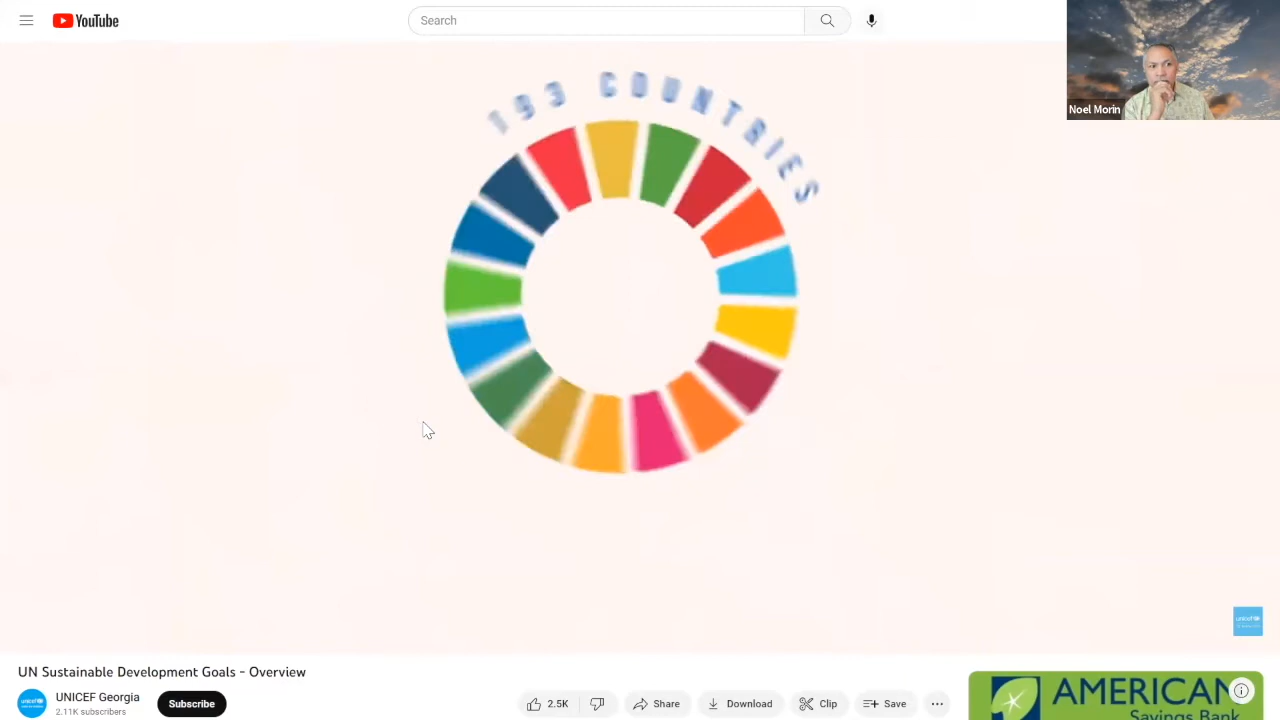 YouTube
Search
Noel Morin
193 COUNTRIES
unicef
UN Sustainable Development Goals - Overview
UNICEF Georgia
2.11K subscribers
Subscribe
2.5K
Share
Download
Clip
Save
AMERICAN
Savings Bank